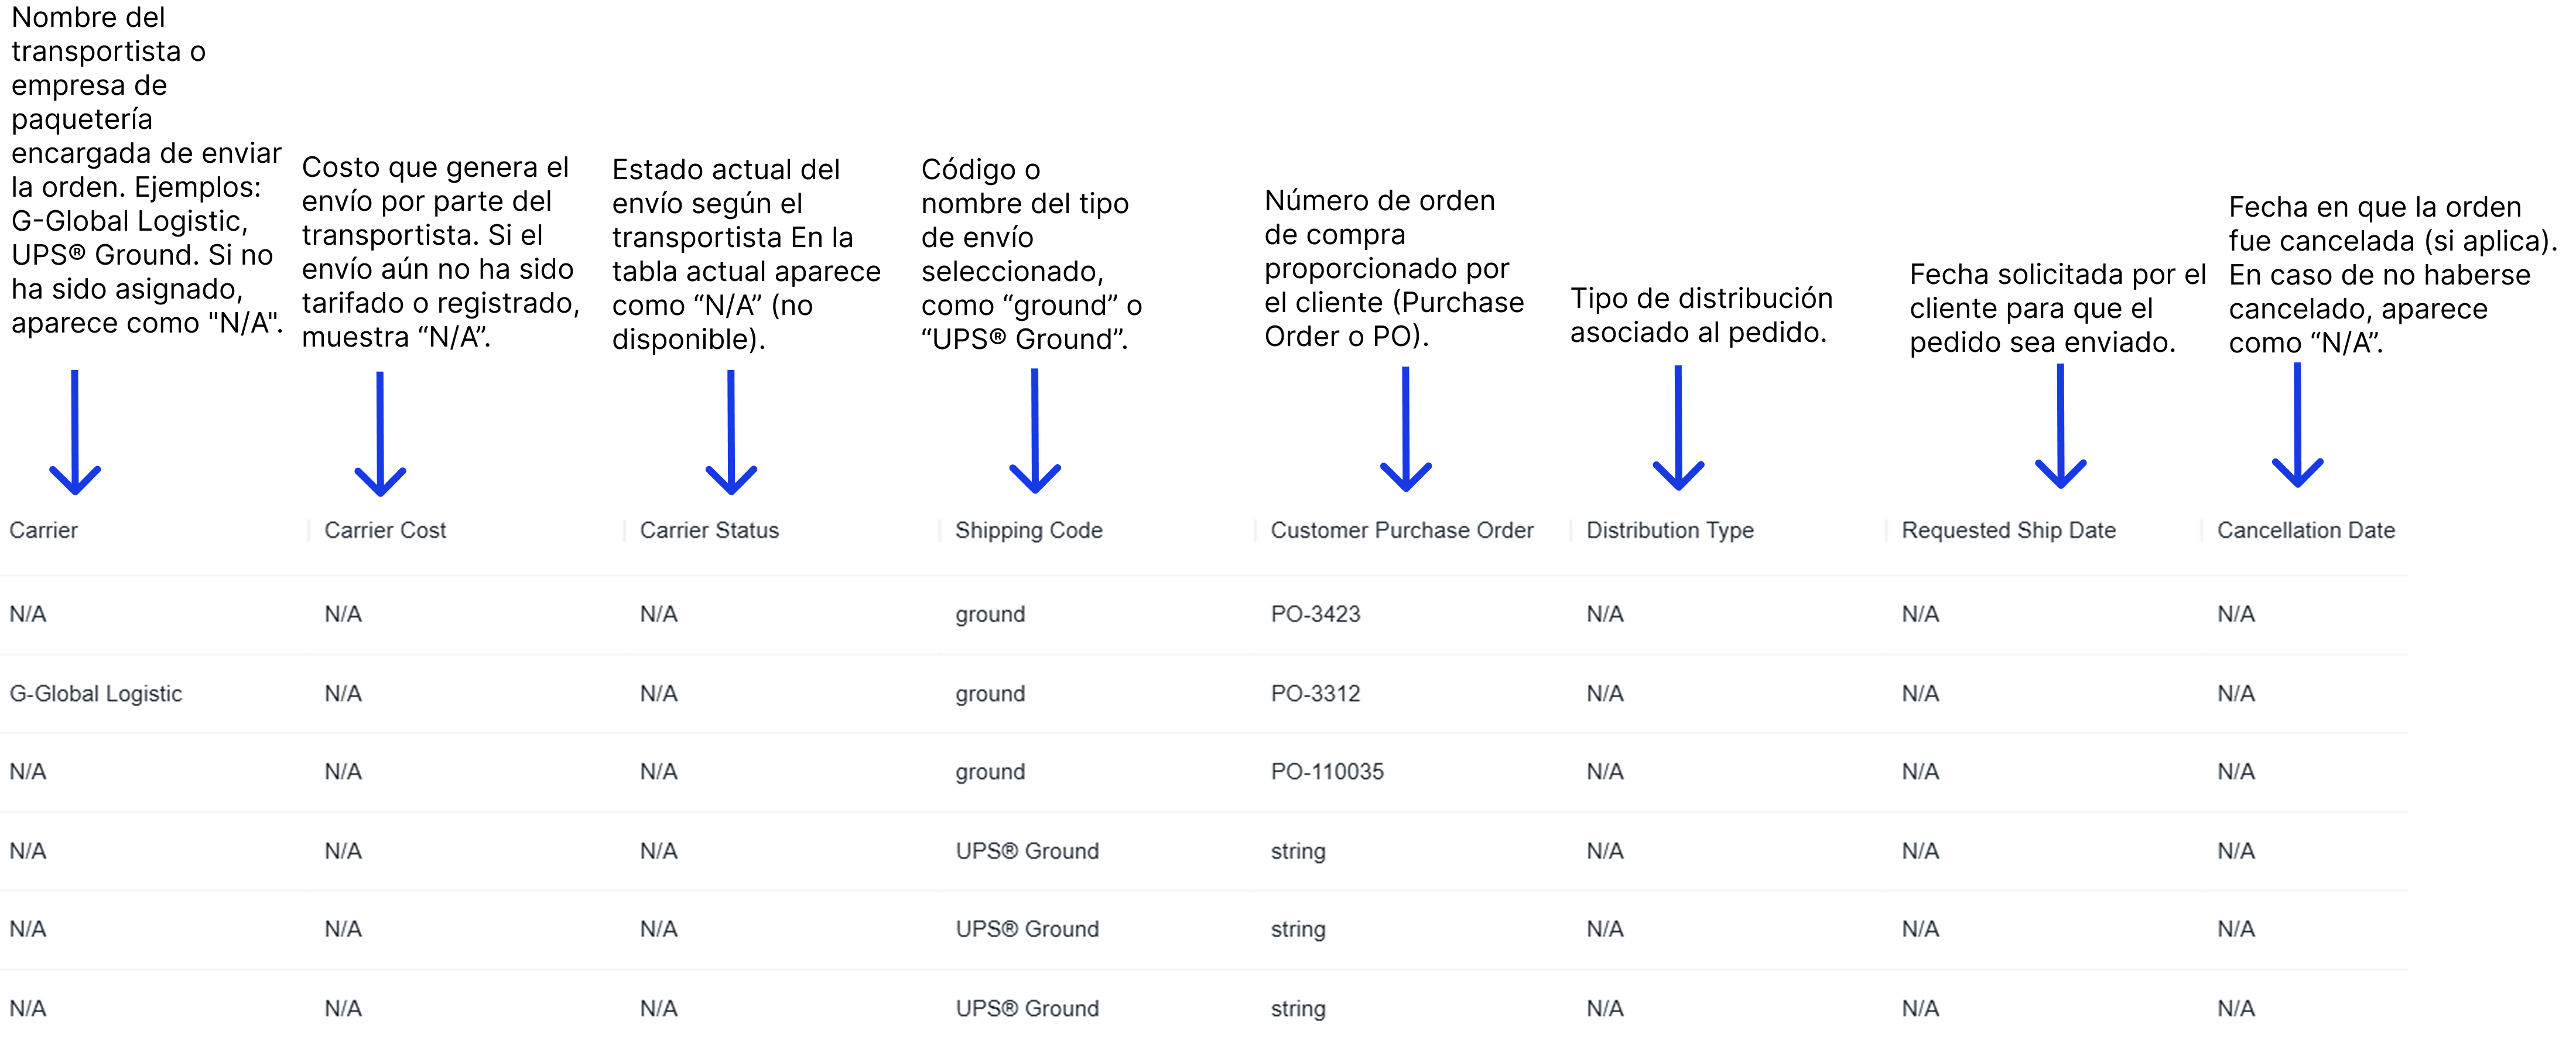 Nombre del
transportista o
empresa de
paquetería
encargada de enviar
la orden. Ejemplos:
G-Global Logistic,
UPS® Ground. Si no
ha sido asignado,
aparece como "N/A".
Costo que genera el
envío por parte del
transportista. Si el
envío aún no ha sido
tarifado o registrado,
muestra “N/A”.
Estado actual del
envío según el
transportista En la
tabla actual aparece
como “N/A” (no
disponible).
Código o
nombre del tipo
de envío
seleccionado,
como “ground” o
“UPS® Ground”.
Número de orden
de compra
proporcionado por
el cliente (Purchase
Order o PO).
Tipo de distribución
asociado al pedido.
Fecha solicitada por el
cliente para que el
pedido sea enviado.
Fecha en que la orden
fue cancelada (si aplica).
En caso de no haberse
cancelado, aparece
como “N/A”.
Carrier Carrier Cost Carrier Status Shipping Code Customer Purchase Order Distribution Type Requested Ship Date Cancellation Date
N/A N/A N/A ground PO-3423 N/A N/A N/A
G-Global Logistic N/A N/A ground PO-3312 N/A N/A N/A
N/A N/A N/A ground PO-110035 N/A N/A N/A
N/A N/A N/A UPS® Ground string N/A N/A N/A
N/A N/A N/A UPS® Ground string N/A N/A N/A
N/A N/A N/A UPS® Ground string N/A N/A N/A